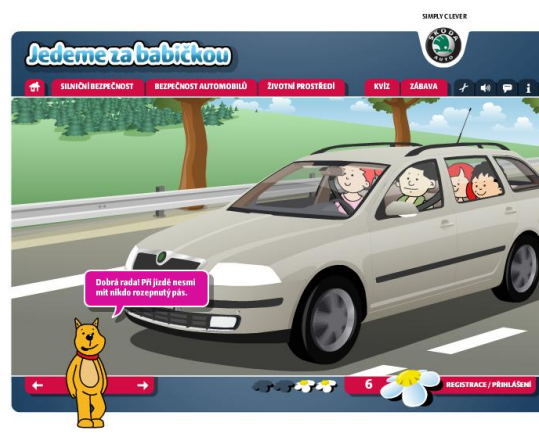 SIMPLY CLEVER
ŠKODA
AUTO
Jedeme za babičkou
SILNIČNÍ BEZPEČNOST BEZPEČNOST AUTOMOBILŮ ŽIVOTNÍ PROSTŘEDÍ KVÍZ ZÁBAVA
Dobrá rada! Při jízdě nesmí
mít nikdo rozepnutý pás.
6 REGISTRACE / PŘIHLÁŠENÍ